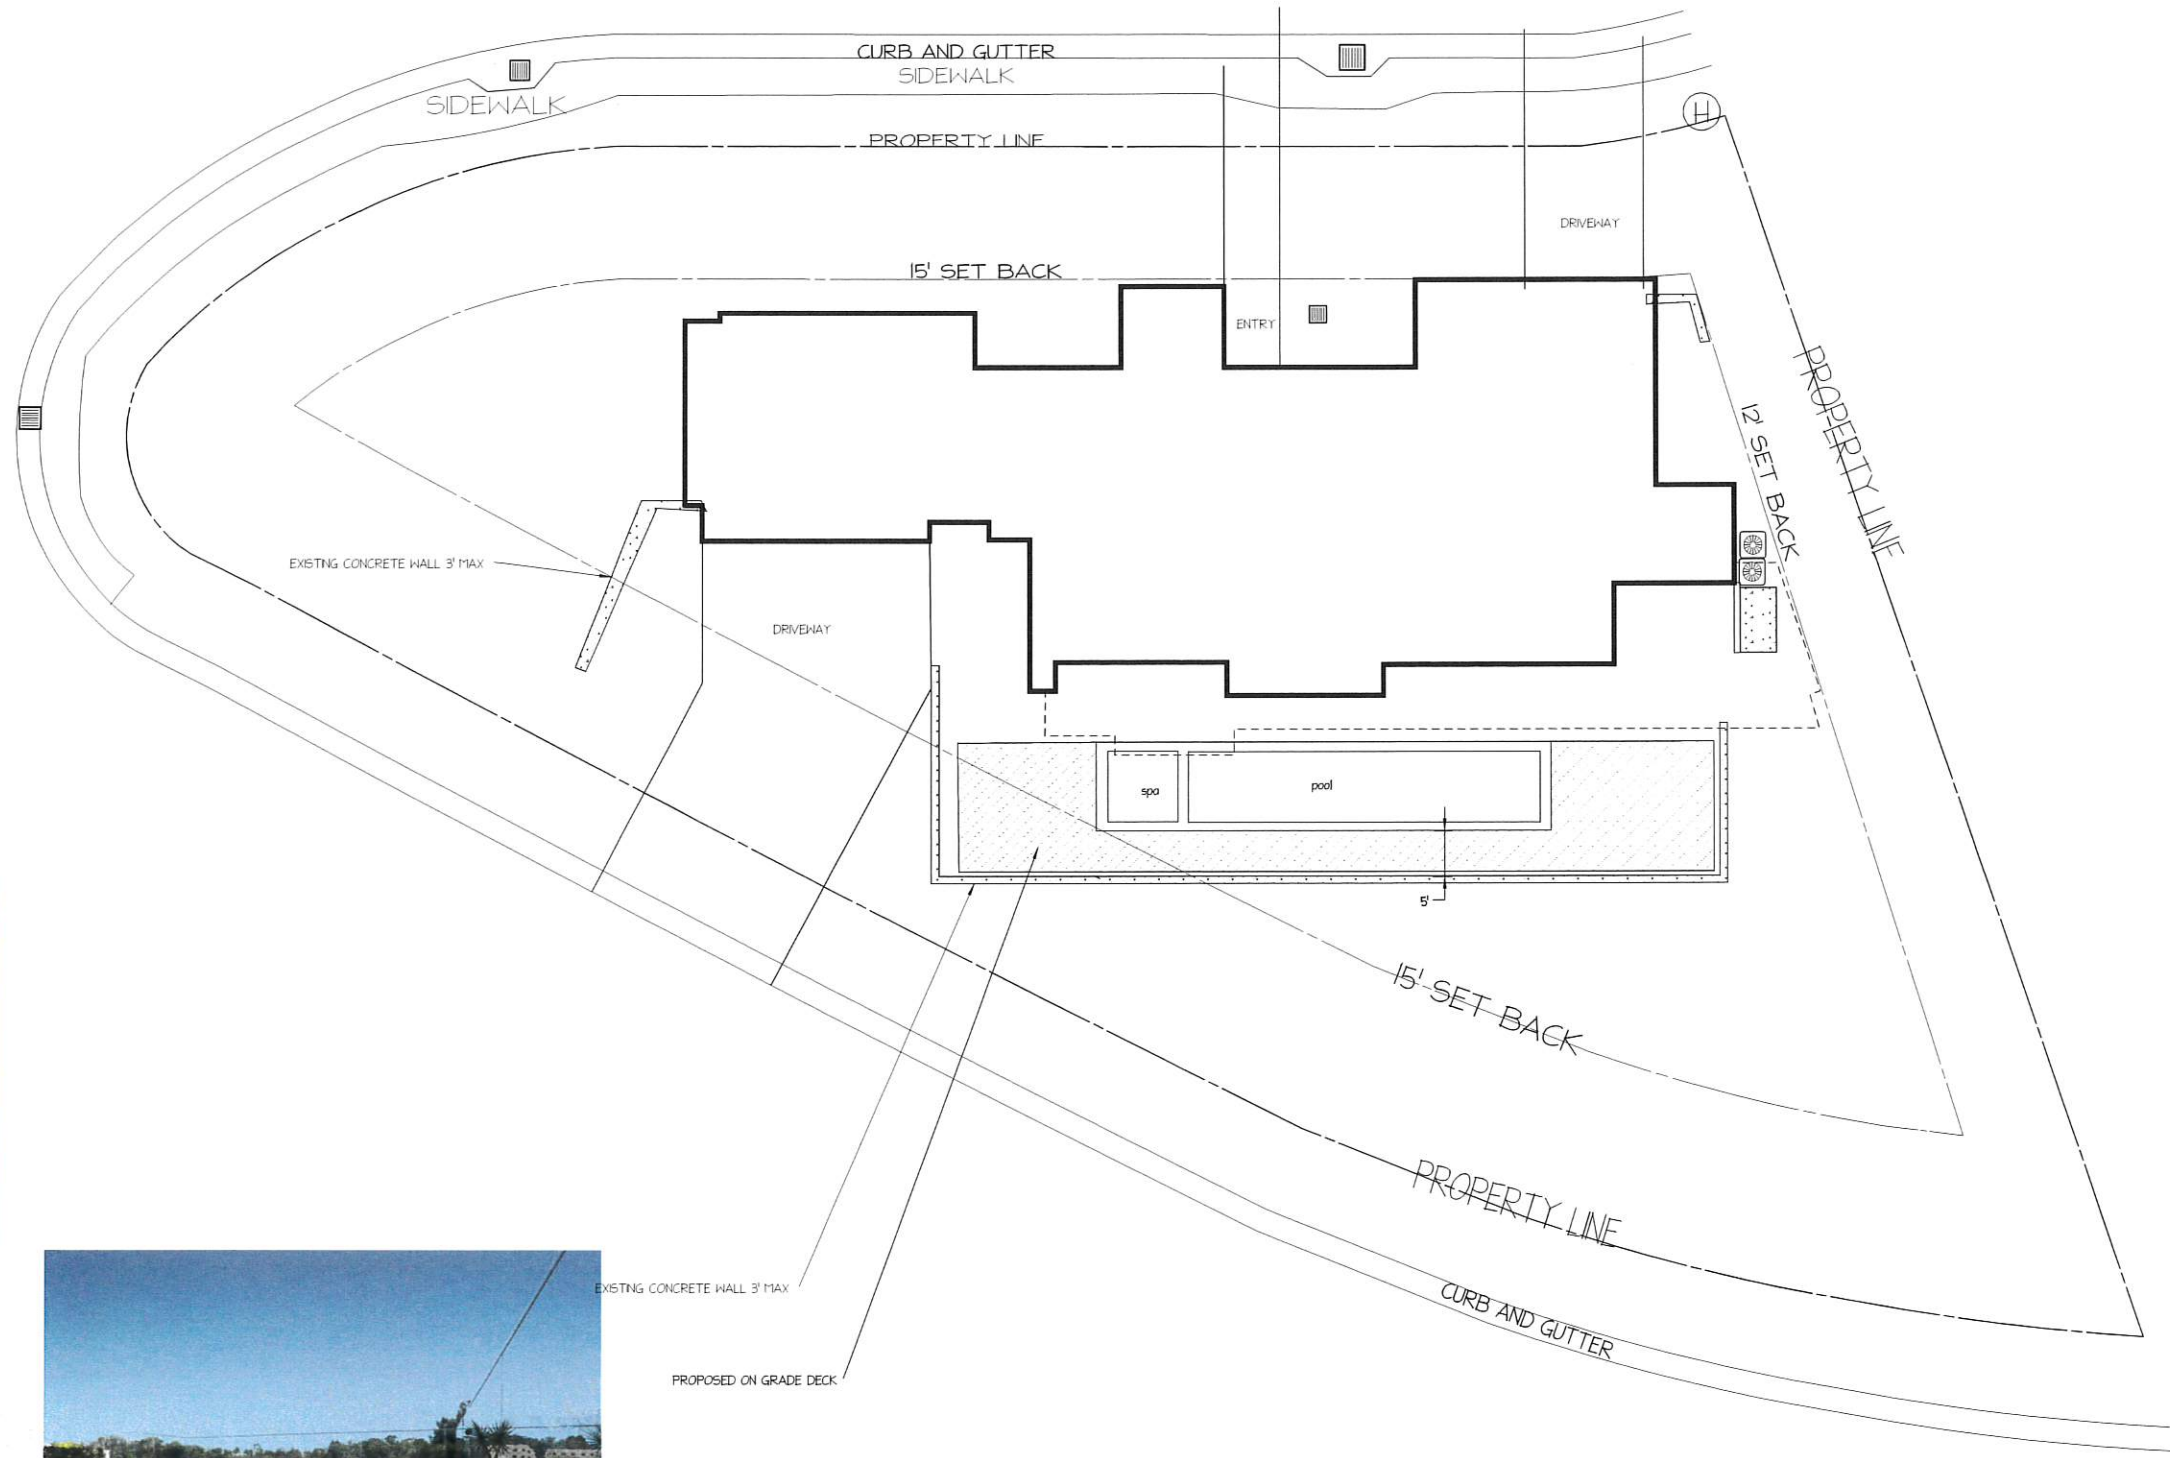 CURB AND GUTTER
SIDEWALK
SIDEWALK
H
PROPERTY LINE
DRIVEWAY
15' SET BACK
ENTRY
PROPERTY LINE
12' SET BACK
EXISTING CONCRETE WALL 3' MAX
DRIVEWAY
spa
pool
5'
15' SET BACK
PROPERTY LINE
EXISTING CONCRETE WALL 3' MAX
CURB AND GUTTER
PROPOSED ON GRADE DECK